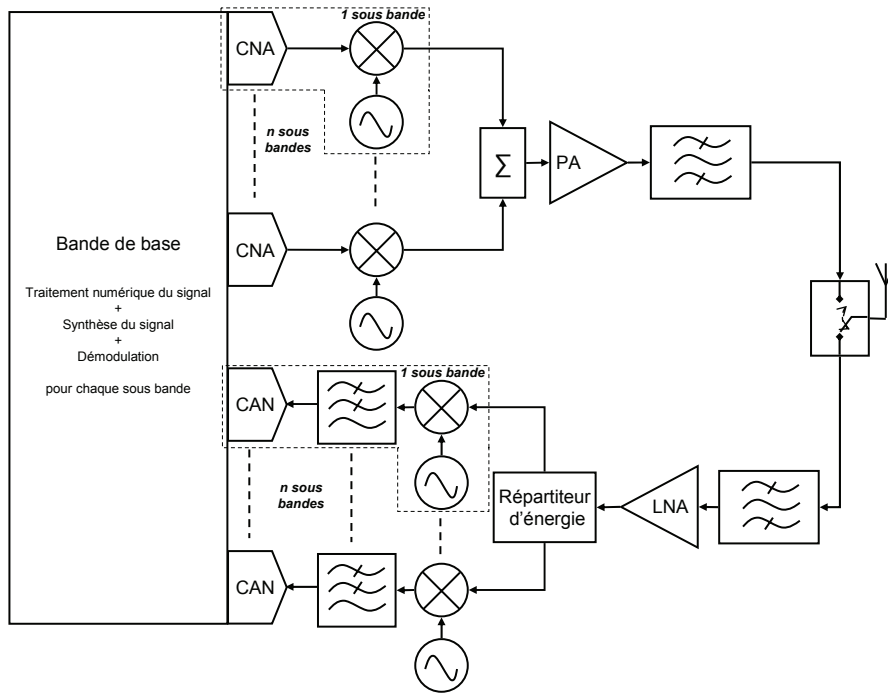 1 sous bande
CNA
n sous
bandes
Σ
PA
CNA
Bande de base
Traitement numérique du signal
+
Synthèse du signal
+
Démodulation
pour chaque sous bande
1 sous bande
CAN
n sous
bandes
Répartiteur
d'énergie
LNA
CAN